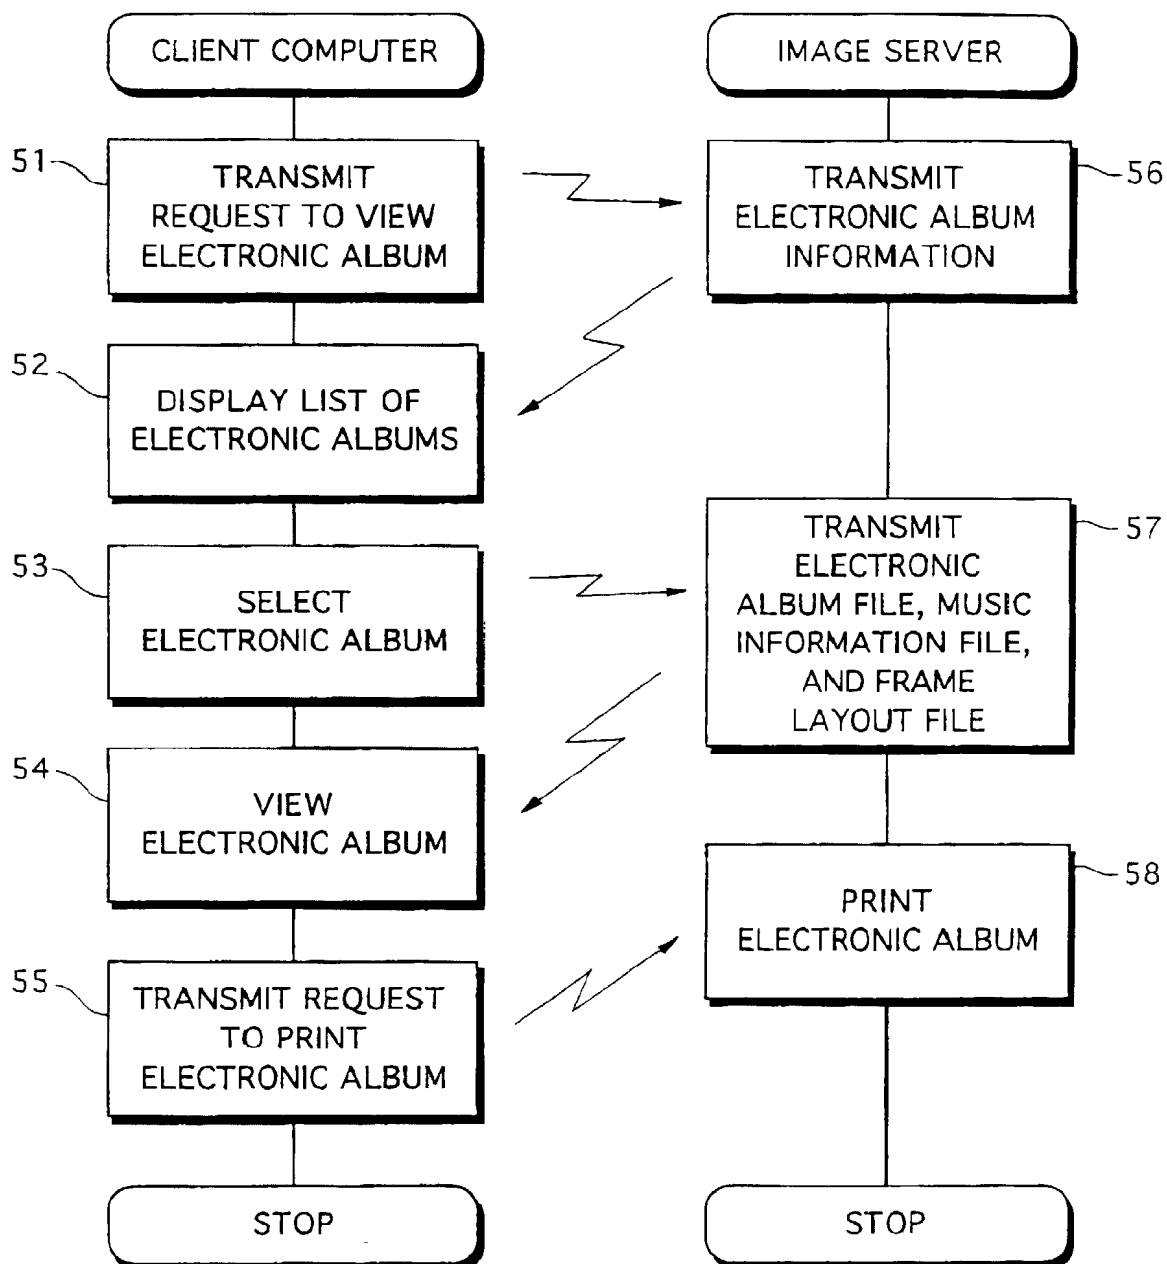 CLIENT COMPUTER
51
TRANSMIT
REQUEST TO VIEW
ELECTRONIC ALBUM
52
DISPLAY LIST OF
ELECTRONIC ALBUMS
53
SELECT
ELECTRONIC ALBUM
54
VIEW
ELECTRONIC ALBUM
55
TRANSMIT REQUEST
TO PRINT
ELECTRONIC ALBUM
STOP
IMAGE SERVER
56
TRANSMIT
ELECTRONIC ALBUM
INFORMATION
57
TRANSMIT
ELECTRONIC
ALBUM FILE, MUSIC
INFORMATION FILE,
AND FRAME
LAYOUT FILE
58
PRINT
ELECTRONIC ALBUM
STOP